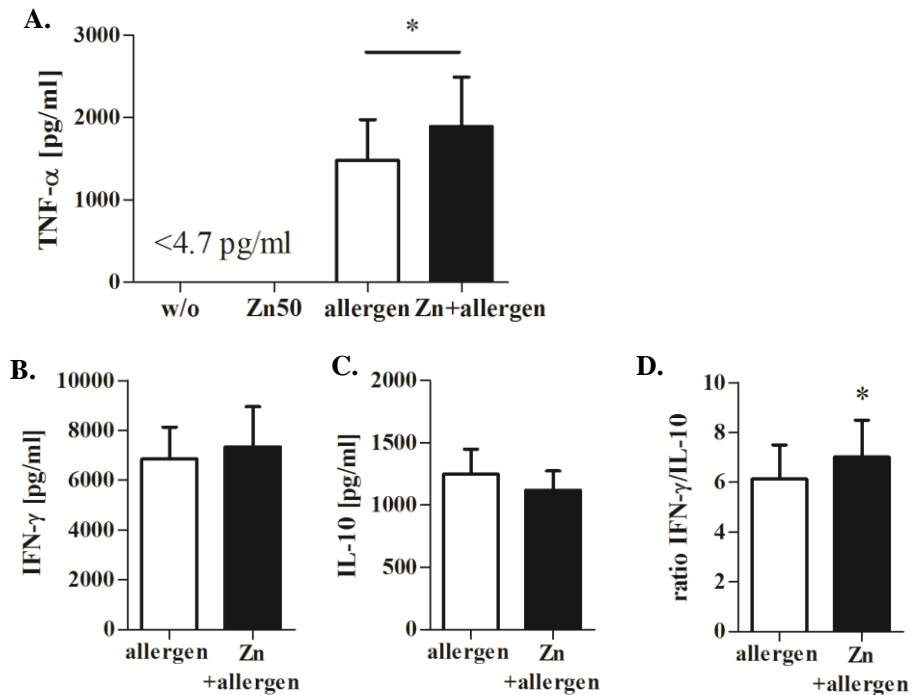 A.
*
TNF-α [pg/ml]
3000
2000
1000
0
<4.7 pg/ml
w/o Zn50 allergen Zn+allergen
B.
IFN-γ [pg/ml]
10000
8000
6000
4000
2000
0
allergen Zn
+allergen
C.
IL-10 [pg/ml]
2000
1500
1000
500
0
allergen Zn
+allergen
D.
*
ratio IFN-γ/IL-10
10
8
6
4
2
0
allergen Zn
+allergen